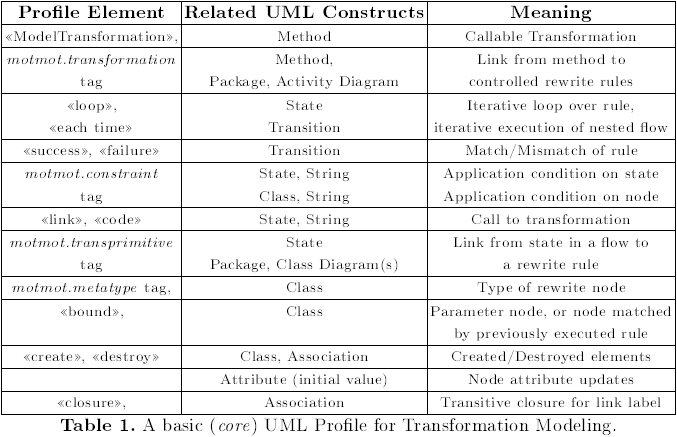 Profile Element Related UML Constructs Meaning
«ModelTransformation», Method Callable Transformation
motmot.transformation Method, Link from method to
tag Package, Activity Diagram controlled rewrite rules
«loop», State Iterative loop over rule,
«each time» Transition iterative execution of nested flow
«success», «failure» Transition Match/Mismatch of rule
motmot.constraint State, String Application condition on state
tag Class, String Application condition on node
«link», «code» State, String Call to transformation
motmot.transprimitive State Link from state in a flow to
tag Package, Class Diagram(s) a rewrite rule
motmot.metatype tag, Class Type of rewrite node
«bound», Class Parameter node, or node matched
by previously executed rule
«create», «destroy» Class, Association Created/Destroyed elements
Attribute (initial value) Node attribute updates
«closure», Association Transitive closure for link label
Table 1. A basic (core) UML Profile for Transformation Modeling.